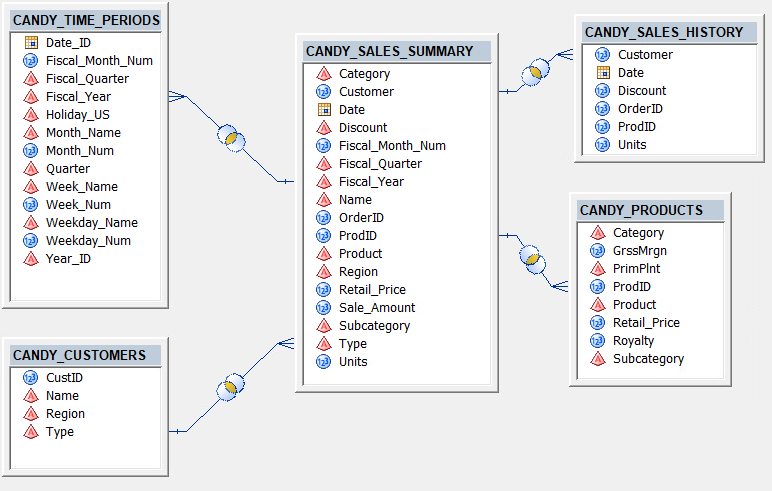 CANDY_TIME_PERIODS
Date_ID
Fiscal_Month_Num
Fiscal_Quarter
Fiscal_Year
Holiday_US
Month_Name
Month_Num
Quarter
Week_Name
Week_Num
Weekday_Name
Weekday_Num
Year_ID
CANDY_CUSTOMERS
CustID
Name
Region
Type
CANDY_SALES_SUMMARY
Category
Customer
Date
Discount
Fiscal_Month_Num
Fiscal_Quarter
Fiscal_Year
Name
OrderID
ProdID
Product
Region
Retail_Price
Sale_Amount
Subcategory
Type
Units
CANDY_SALES_HISTORY
Customer
Date
Discount
OrderID
ProdID
Units
CANDY_PRODUCTS
Category
GrssMrgn
PrimPlnt
ProdID
Product
Retail_Price
Royalty
Subcategory